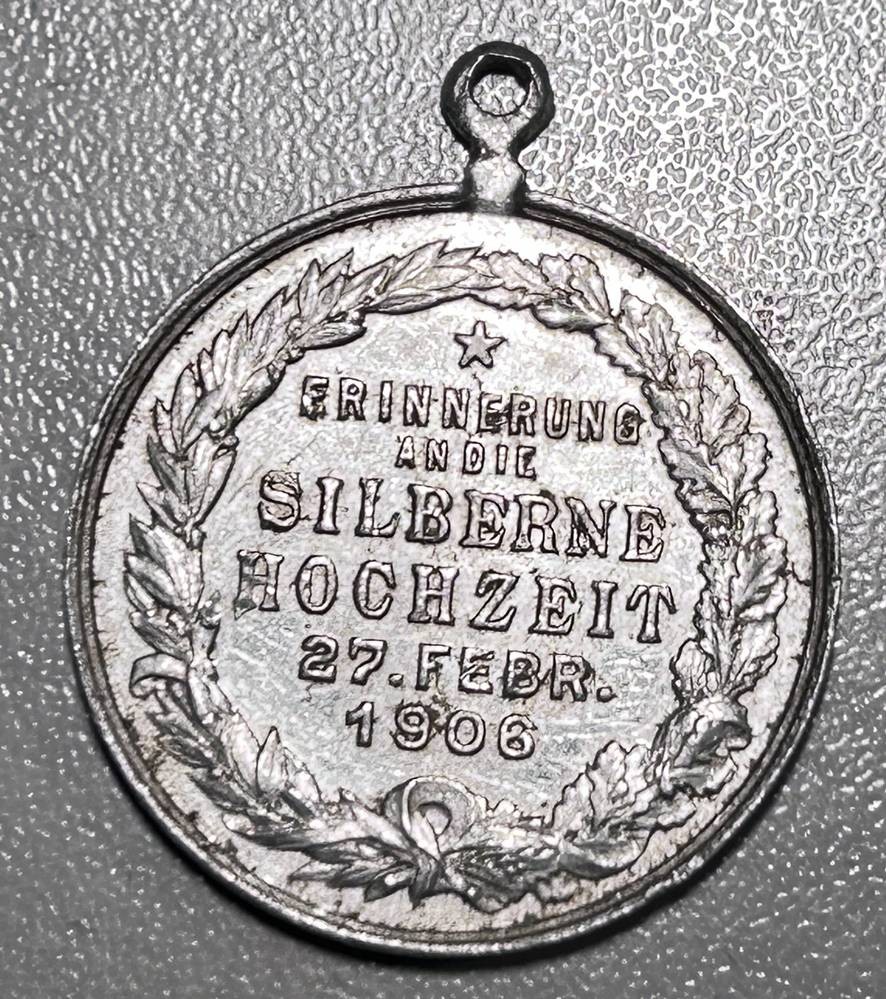 ERINNERUNG
AN DIE
SILBERNE
HOCHZEIT
27. FEBR.
1906